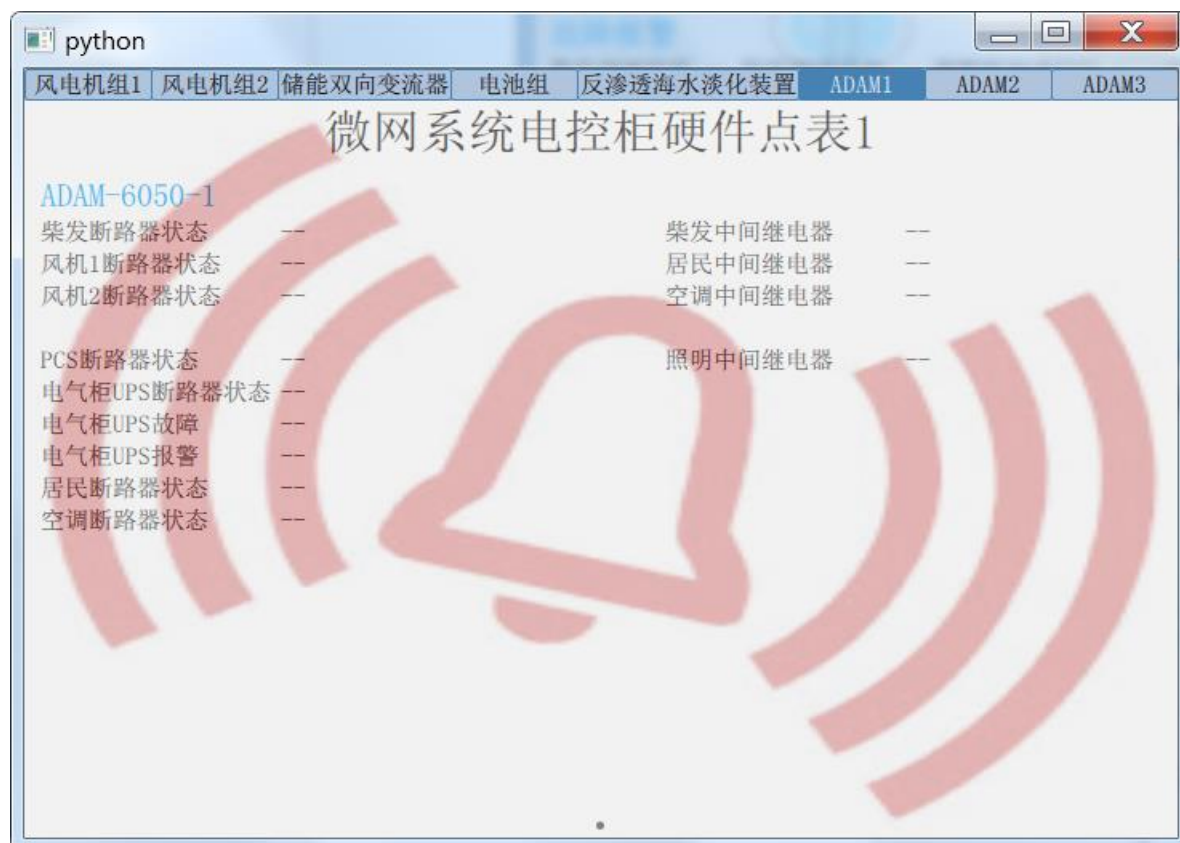 python
风电机组1 风电机组2 储能双向变流器 电池组 反渗透海水淡化装置 ADAM1 ADAM2 ADAM3
微网系统电控柜硬件点表1
ADAM-6050-1
柴发断路器状态 -- 柴发中间继电器 --
风机1断路器状态 -- 居民中间继电器 --
风机2断路器状态 -- 空调中间继电器 --
PCS断路器状态 -- 照明中间继电器 --
电气柜UPS断路器状态 --
电气柜UPS故障 --
电气柜UPS报警 --
居民断路器状态 --
空调断路器状态 --